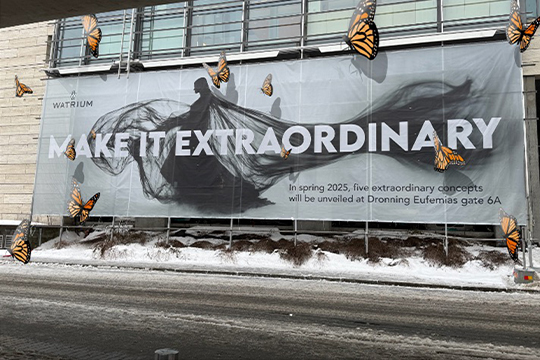 WATRIUM
MAKE IT EXTRAORDINARY
In spring 2025, five extraordinary concepts
will be unveiled at Dronning Eufemias gate 6A